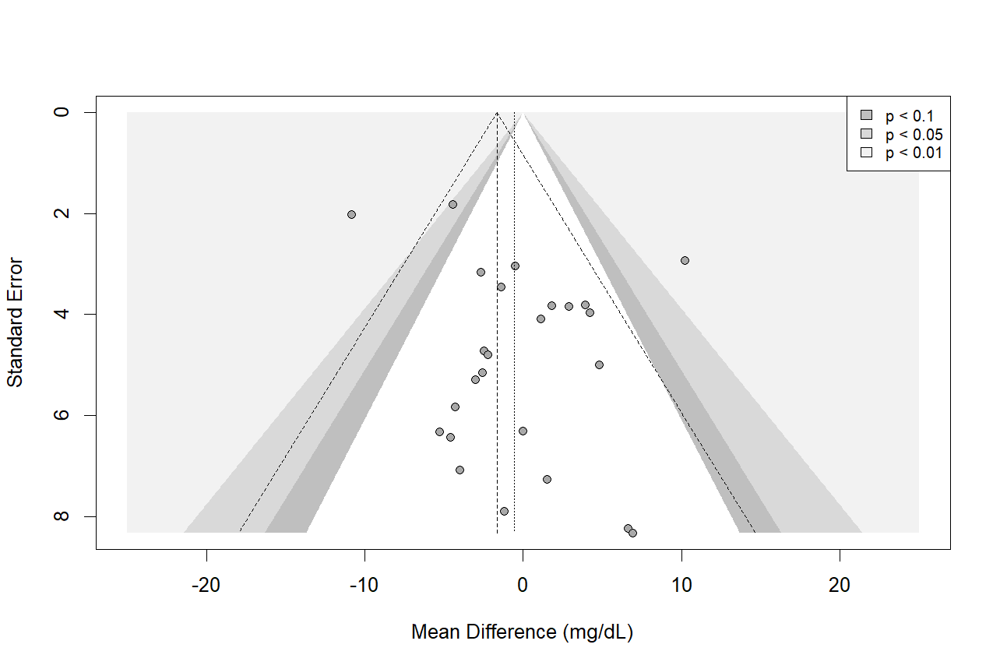 p < 0.1
p < 0.05
p < 0.01
0
2
4
6
8
Standard Error
-20
-10
0
10
20
Mean Difference (mg/dL)